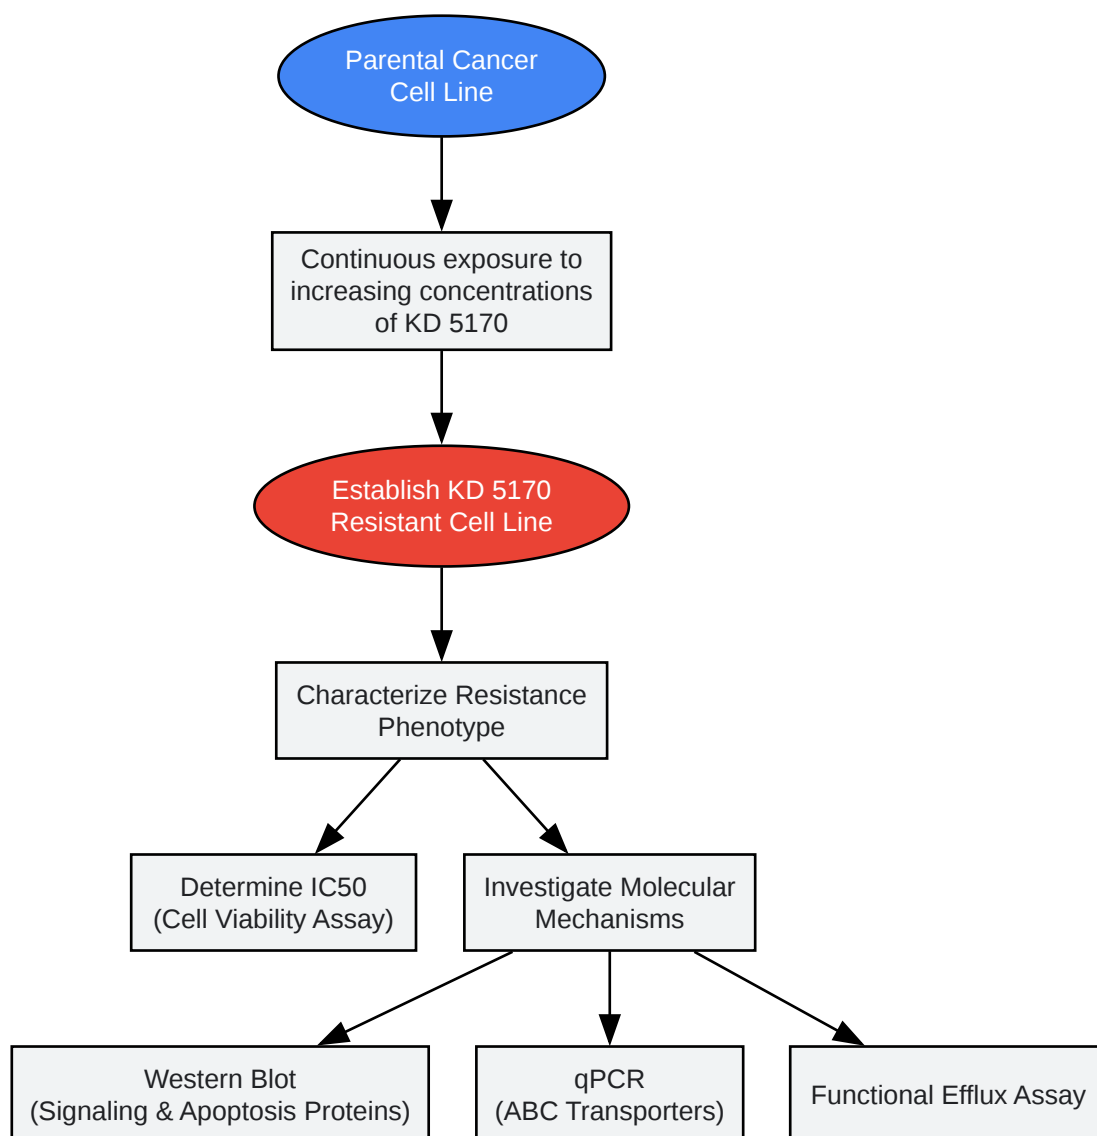 Parental Cancer
Cell Line
Continuous exposure to
increasing concentrations
of KD 5170
Establish KD 5170
Resistant Cell Line
Characterize Resistance
Phenotype
Determine IC50
(Cell Viability Assay)
Investigate Molecular
Mechanisms
Western Blot
(Signaling & Apoptosis Proteins)
qPCR
(ABC Transporters)
Functional Efflux Assay